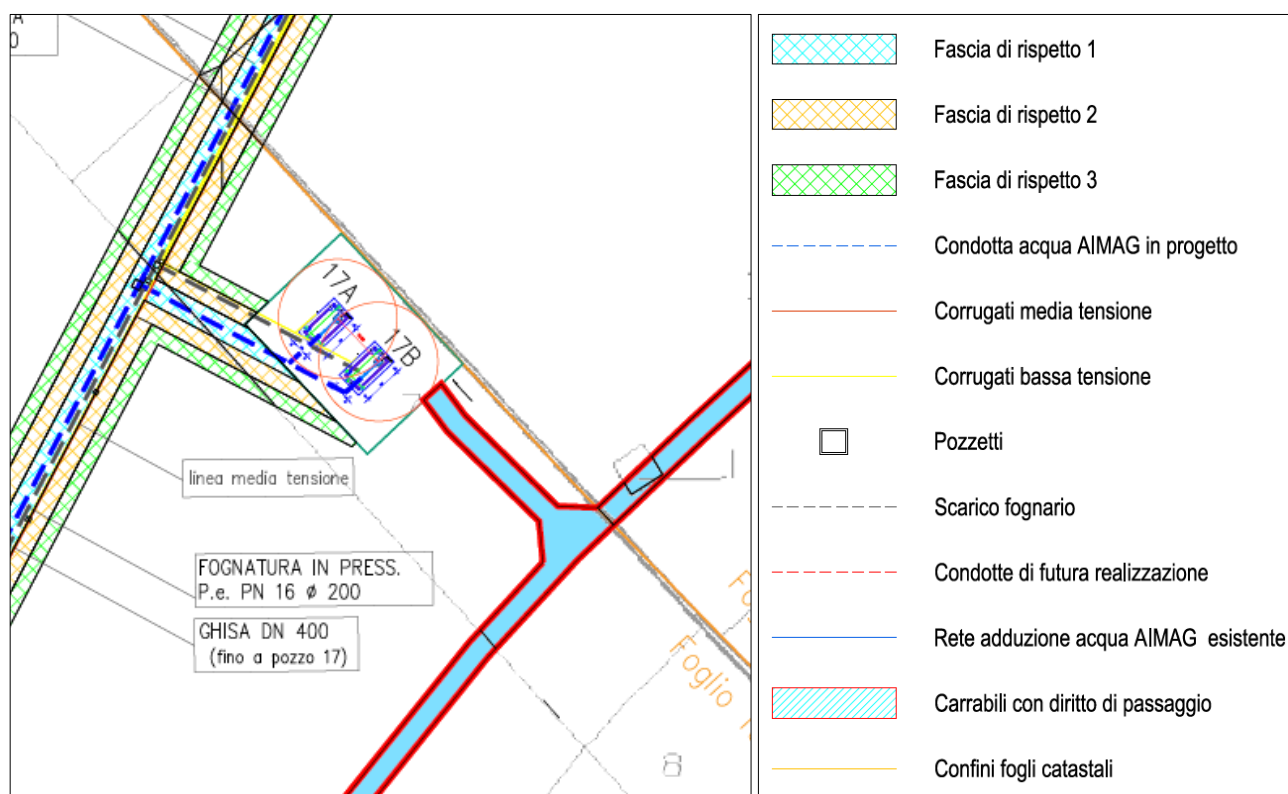 A
0
17A
17B
linea media tensione
FOGNATURA IN PRESS.
P.e. PN 16 ø 200
GHISA DN 400
(fino a pozzo 17)
Foglio
8
Fascia di rispetto 1
Fascia di rispetto 2
Fascia di rispetto 3
Condotta acqua AIMAG in progetto
Corrugati media tensione
Corrugati bassa tensione
Pozzetti
Scarico fognario
Condotte di futura realizzazione
Rete adduzione acqua AIMAG esistente
Carrabili con diritto di passaggio
Confini fogli catastali